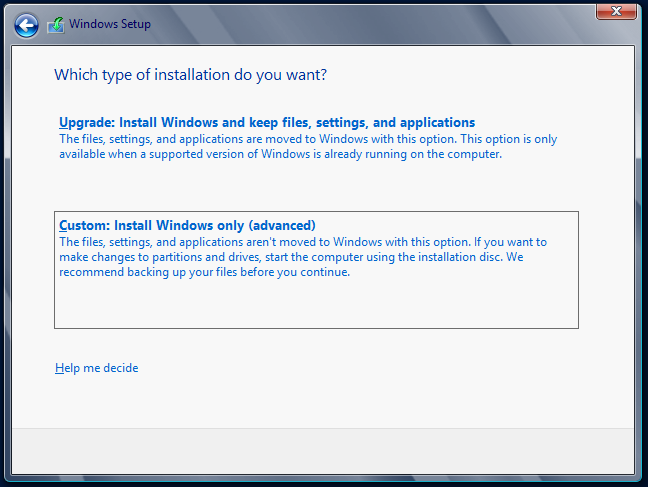 Windows Setup
Which type of installation do you want?
Upgrade: Install Windows and keep files, settings, and applications
The files, settings, and applications are moved to Windows with this option. This option is only
available when a supported version of Windows is already running on the computer.
Custom: Install Windows only (advanced)
The files, settings, and applications aren't moved to Windows with this option. If you want to
make changes to partitions and drives, start the computer using the installation disc. We
recommend backing up your files before you continue.
Help me decide